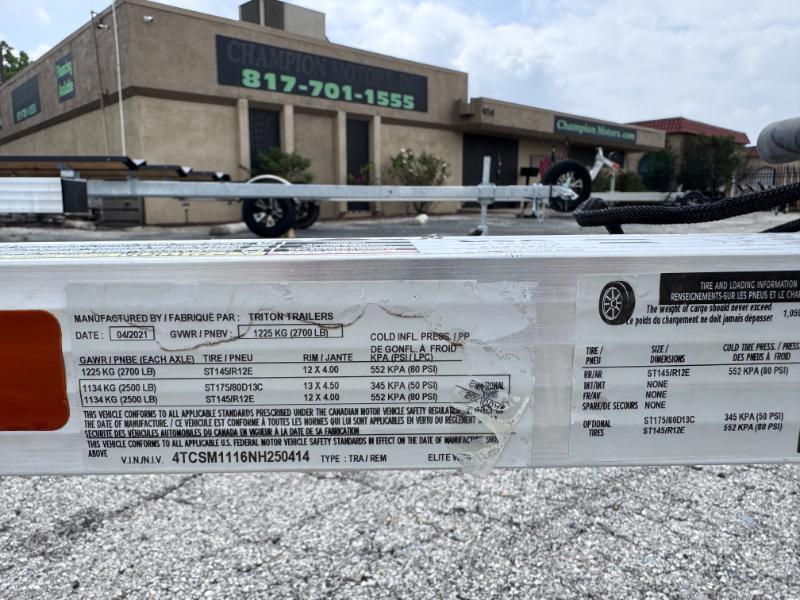 CHAMPION MOTORS, INC
817-701-1555
Financing
Available
Champion Motors.com
MANUFACTURED BY / FABRIQUÉ PAR : TRITON TRAILERS
DATE : 04/2021 GVWR / PNBV : 1225 KG (2700 LB)
COLD INFL. PRESS. / PP
DE GONFL. À FROID
GAWR / PNBE (EACH AXLE) TIRE / PNEU RIM / JANTE KPA (PSI / LPC)
1225 KG (2700 LB) ST145/R12E 12 X 4.00 552 KPA (80 PSI)
1134 KG (2500 LB) ST175/80D13C 13 X 4.50 345 KPA (50 PSI)
1134 KG (2500 LB) ST145/R12E 12 X 4.00 552 KPA (80 PSI)
THIS VEHICLE CONFORMS TO ALL APPLICABLE STANDARDS PRESCRIBED UNDER THE CANADIAN MOTOR VEHICLE SAFETY
THE DATE OF MANUFACTURE. / CE VÉHICULE EST CONFORME À TOUTES LES NORMES QUI LUI SONT APPLICABLES EN VERTU DU RÈGLEMENT
SÉCURITÉ DES VÉHICULES AUTOMOBILES DU CANADA EN VIGUEUR À LA DATE DE SA FABRICATION
THIS VEHICLE CONFORMS TO ALL APPLICABLE U.S. FEDERAL MOTOR VEHICLE SAFETY STANDARDS IN EFFECT ON THE DATE OF MANUFACTURE
ABOVE
V.I.N./N.I.V. 4TCSM1116NH250414 TYPE : TRA / REM ELITE
TIRE AND LOADING INFORMATION
RENSEIGNEMENTS-SUR LES PNEUS ET LE
The weight of cargo should never exceed
Le poids du chargement ne doit jamais dépasser
TIRE / SIZE / COLD TIRE PRESS. /
PNEU DIMENSIONS DES PNEUS À FROID
RR/AR ST145/R12E 552 KPA (80 PSI)
INT/INT NONE
FR/AV NONE
SPARE/DE SECOURS NONE
OPTIONAL ST175/80D13C 345 KPA (50 PSI)
TIRES ST145/R12E 552 KPA (80 PSI)